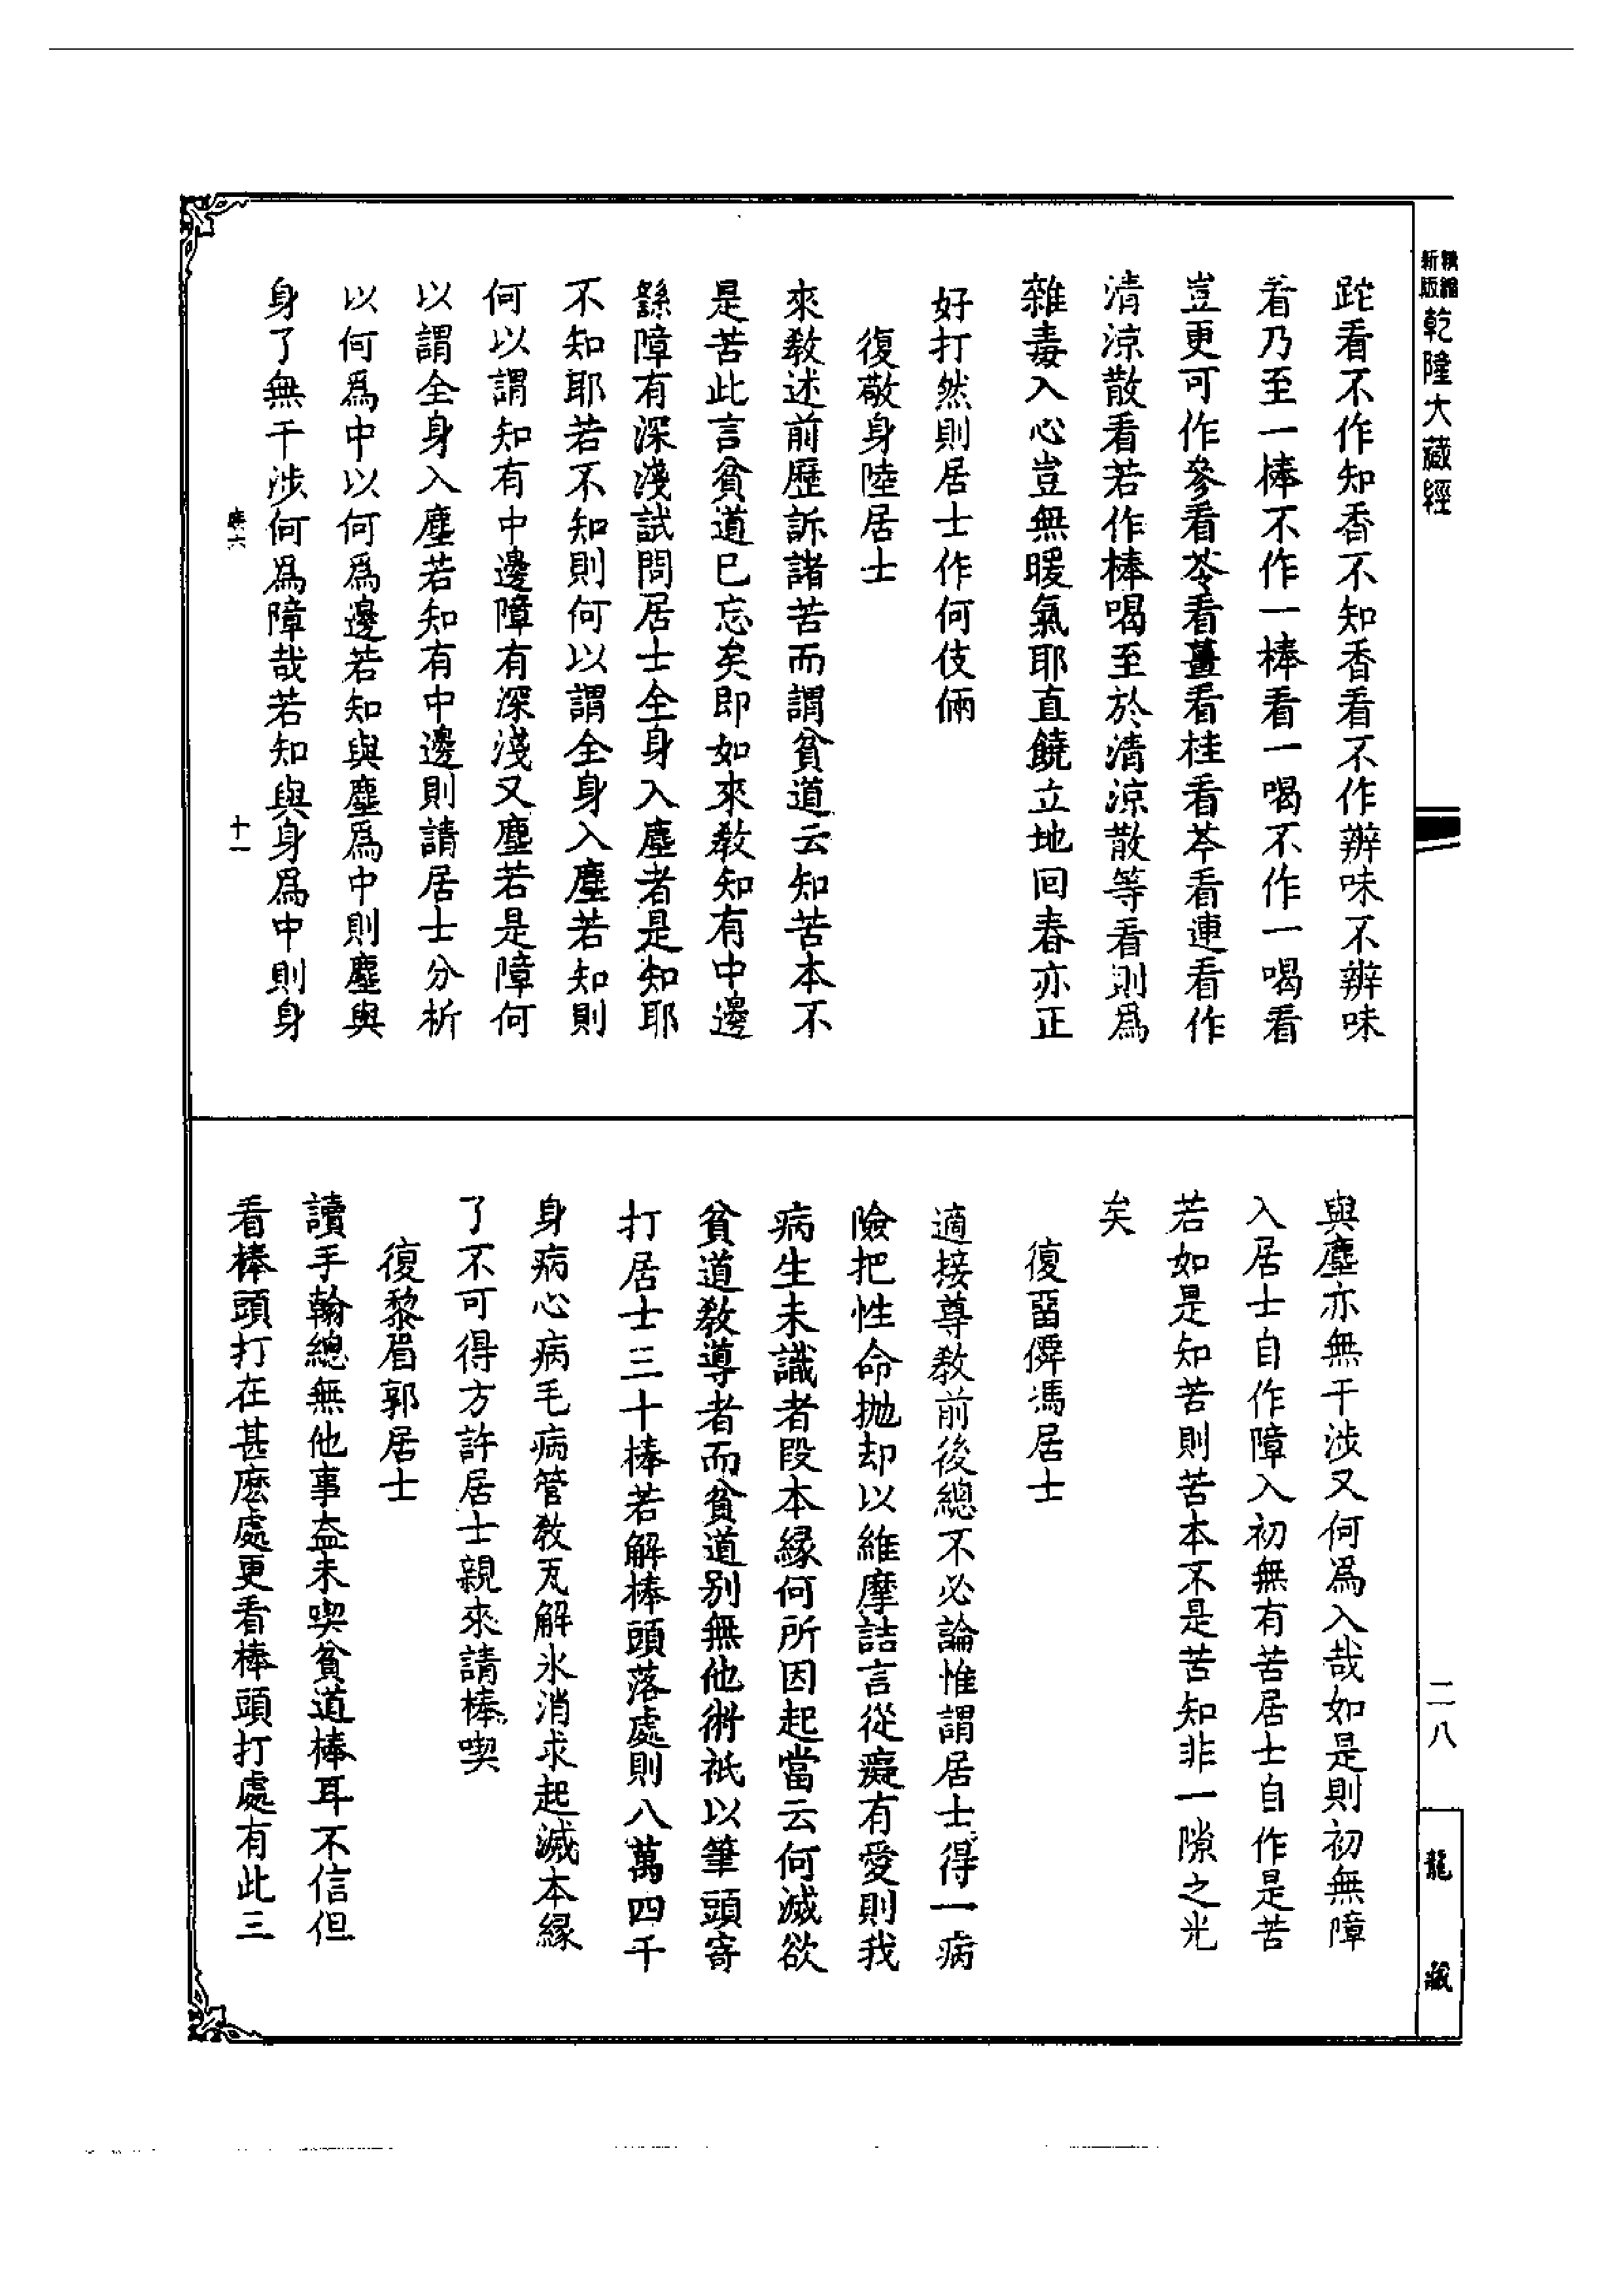 精縮新版乾隆大藏經
跎看不作知香不知香看不作辨味不辨味
看乃至一棒不作一棒看一喝不作一喝看
豈更可作參看苓看薑看桂看芩看連看作
清涼散看若作棒喝至於清涼散等看則爲
雜毒入心豈無暖氣耶直饒立地回春亦正
好打然則居士作何伎倆
復敬身陸居士
來教述前歷訴諸苦而謂貧道云知苦本不
是苦此言貧道已忘矣即如來教知有中邊
繇障有深淺試問居士全身入塵者是知耶
不知耶若不知則何以謂全身入塵若知則
何以謂知有中邊障有深淺又塵若是障何
以謂全身入塵若知有中邊則請居士分析
以何爲中以何爲邊若知與塵爲中則塵與
身了無干涉何爲障哉若知與身爲中則身
十一
與塵亦無干涉又何爲入哉如是則初無障
入居士自作障入初無有苦居士自作是苦
若如是知苦則苦本不是苦知非一隙之光
矣
復畱僊馮居士
適接尊教前後總不必論惟謂居士得一病
險把性命拋却以維摩詰言從癡有愛則我
病生未識者段本緣何所因起當云何滅欲
貧道教導者而貧道别無他術祇以筆頭寄
打居士三十棒若解棒頭落處則八萬四千
身病心病毛病管教瓦解氷消求起滅本緣
了不可得方許居士親來請棒喫
復黎眉郭居士
讀手翰總無他事益未喫貧道棒耳不信但
看棒頭打在甚麽處更看棒頭打處有此三
二八
龍藏